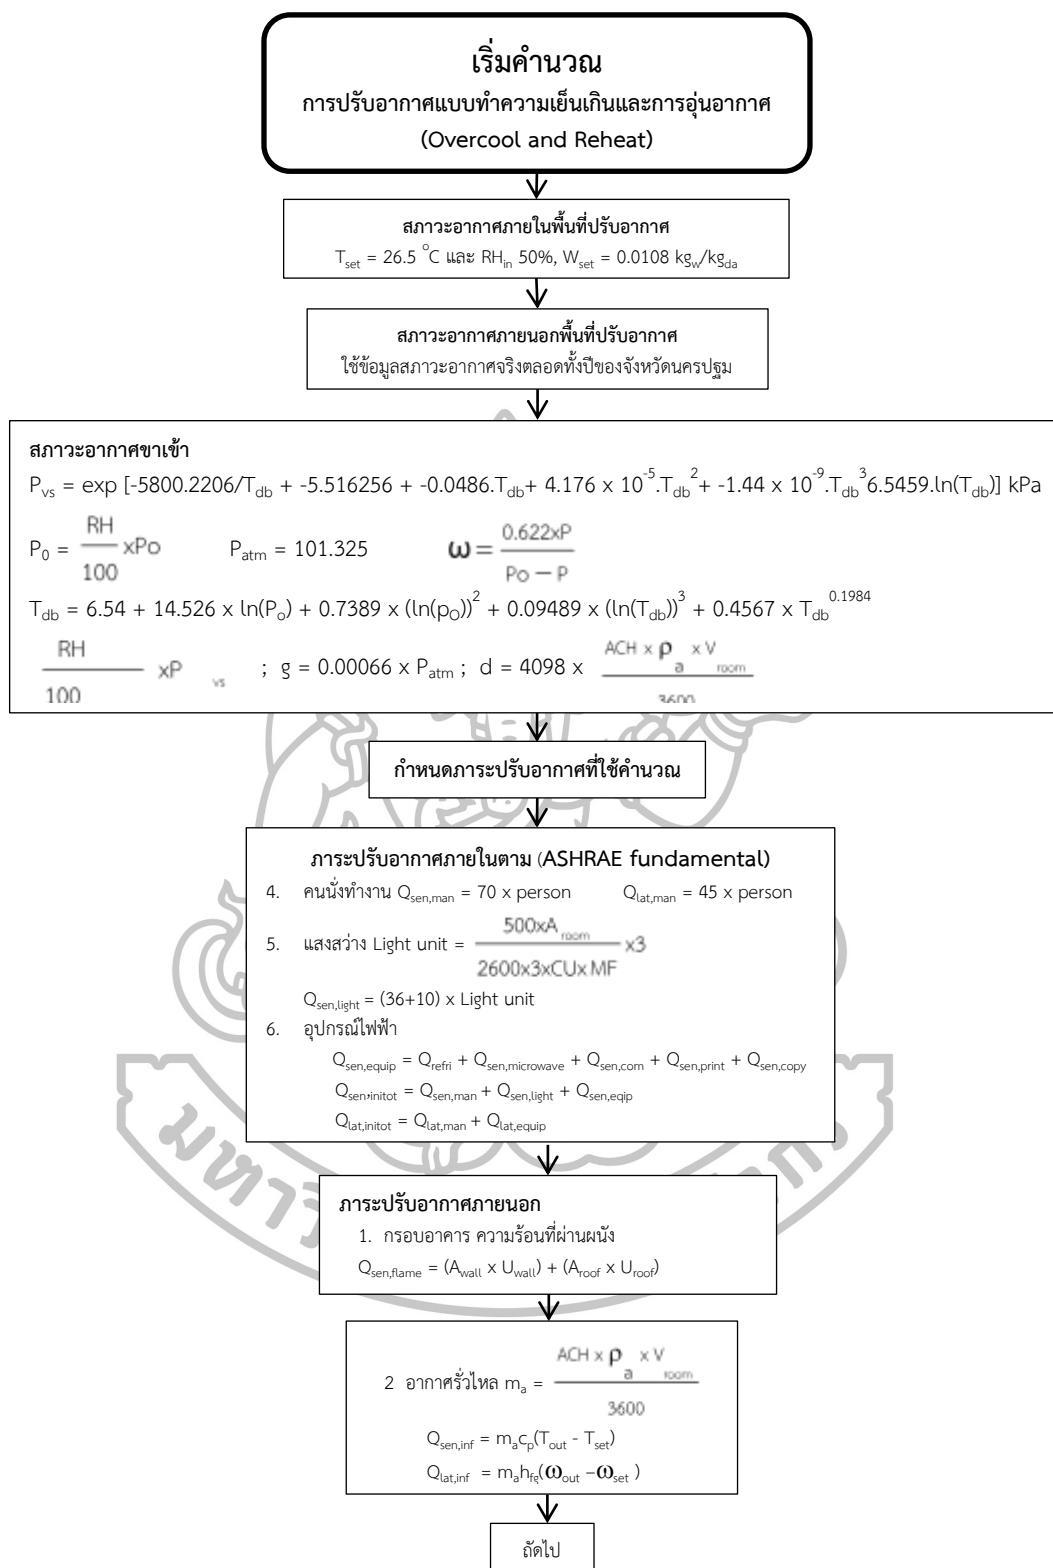 เริ่มคำนวณ
การปรับอากาศแบบทำความเย็นเกินและการอุ่นอากาศ
(Overcool and Reheat)
สภาวะอากาศภายในพื้นที่ปรับอากาศ
T_set = 26.5 °C และ RH_in 50%, W_set = 0.0108 kg_w/kg_da
สภาวะอากาศภายนอกพื้นที่ปรับอากาศ
ใช้ข้อมูลสภาวะอากาศจริงตลอดทั้งปีของจังหวัดนครปฐม
สภาวะอากาศขาเข้า
P_vs = exp [-5800.2206/T_db + -5.516256 + -0.0486.T_db+ 4.176 x 10^-5.T_db^2+ -1.44 x 10^-9.T_db^3 6.5459.ln(T_db)] kPa
P_0 = RH/100 xPo P_atm = 101.325 ω = 0.622xP/Po − P
T_db = 6.54 + 14.526 x ln(P_o) + 0.7389 x (ln(p_O))^2 + 0.09489 x (ln(T_db))^3 + 0.4567 x T_db^0.1984
RH/100 xP_vs ; g = 0.00066 x P_atm ; d = 4098 x ACH x ρ_a x V_room/3600
กำหนดภาระปรับอากาศที่ใช้คำนวณ
ภาระปรับอากาศภายในตาม (ASHRAE fundamental)
4. คนนั่งทำงาน Q_sen,man = 70 x person Q_lat,man = 45 x person
5. แสงสว่าง Light unit = 500xA_room/2600x3xCUxMF x3
Q_sen,light = (36+10) x Light unit
6. อุปกรณ์ไฟฟ้า
Q_sen,equip = Q_refri + Q_sen,microwave + Q_sen,com + Q_sen,print + Q_sen,copy
Q_sen,initot = Q_sen,man + Q_sen,light + Q_sen,eqip
Q_lat,initot = Q_lat,man + Q_lat,equip
ภาระปรับอากาศภายนอก
1. กรอบอาคาร ความร้อนที่ผ่านผนัง
Q_sen,flame = (A_wall x U_wall) + (A_roof x U_roof)
2 อากาศรั่วไหล m_a = ACH x ρ_a x V_room/3600
Q_sen,inf = m_a c_p(T_out - T_set)
Q_lat,inf = m_a h_fg(ω_out − ω_set )
ถัดไป